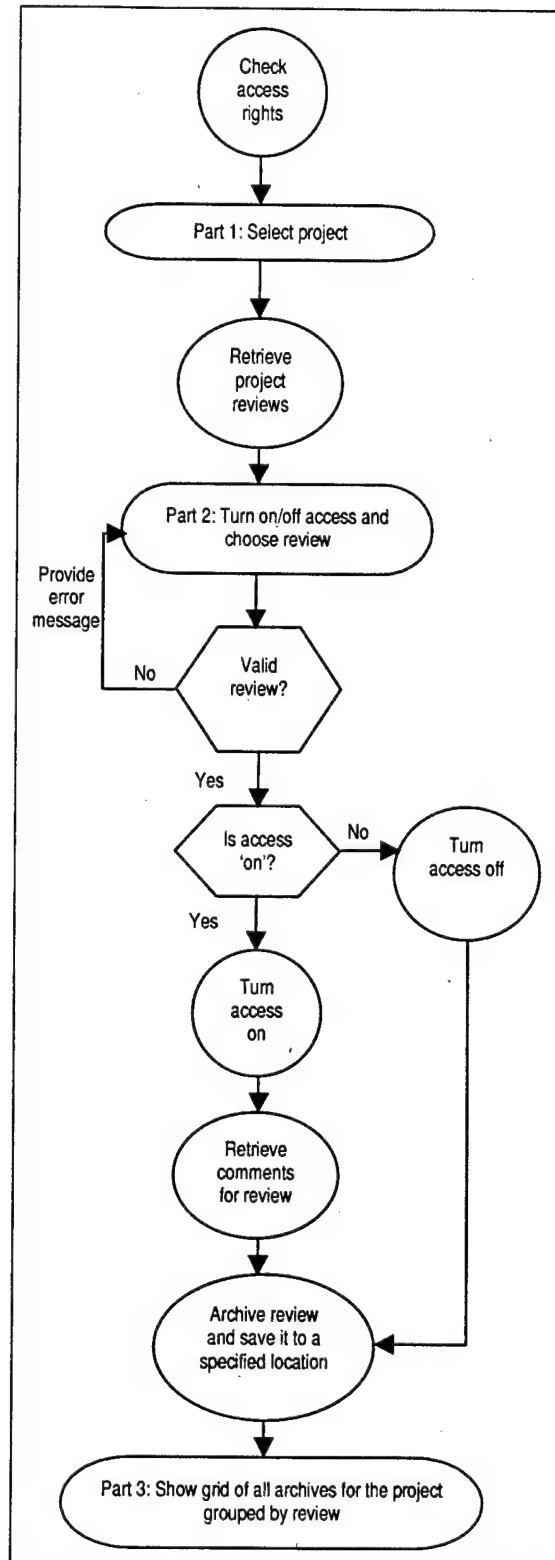 Check
access
rights
Part 1: Select project
Retrieve
project
reviews
Part 2: Turn on/off access and
choose review
Provide
error
message
No
Valid
review?
Yes
Is access
'on'?
No
Turn
access off
Yes
Turn
access
on
Retrieve
comments
for review
Archive review
and save it to a
specified location
Part 3: Show grid of all archives for the project
grouped by review